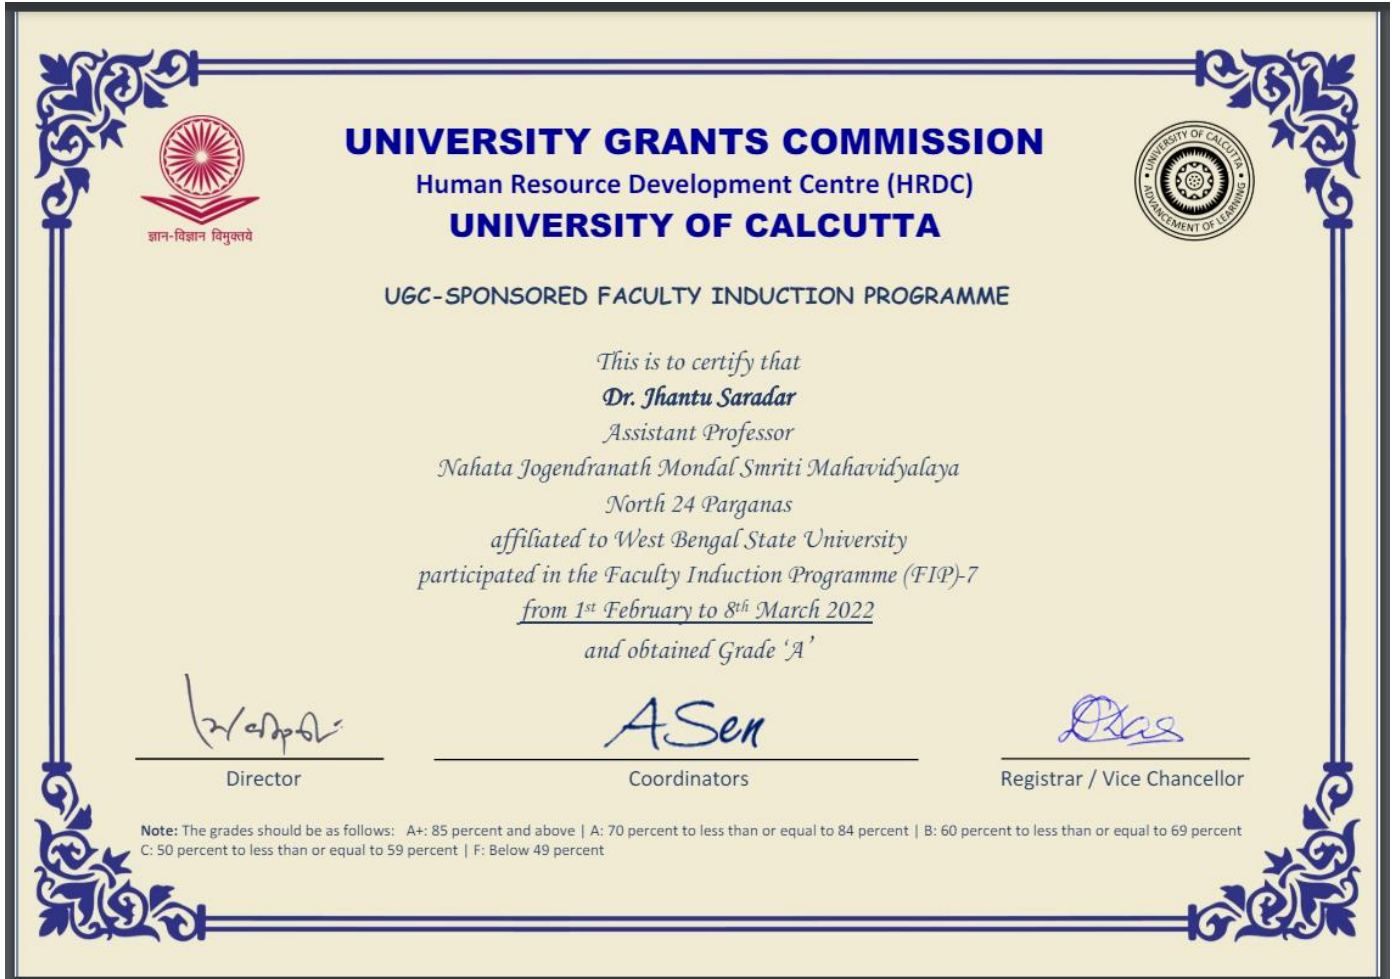 UNIVERSITY GRANTS COMMISSION
Human Resource Development Centre (HRDC)
UNIVERSITY OF CALCUTTA
ज्ञान-विज्ञान विमुक्तये
UNIVERSITY OF CALCUTTA
ADVANCEMENT OF LEARNING
UGC-SPONSORED FACULTY INDUCTION PROGRAMME
This is to certify that
Dr. Jhantu Saradar
Assistant Professor
Nahata Jogendranath Mondal Smriti Mahavidyalaya
North 24 Parganas
affiliated to West Bengal State University
participated in the Faculty Induction Programme (FIP)-7
from 1st February to 8th March 2022
and obtained Grade ‘A’
ASen
DDas
Director
Coordinators
Registrar / Vice Chancellor
Note: The grades should be as follows: A+: 85 percent and above | A: 70 percent to less than or equal to 84 percent | B: 60 percent to less than or equal to 69 percent
C: 50 percent to less than or equal to 59 percent | F: Below 49 percent